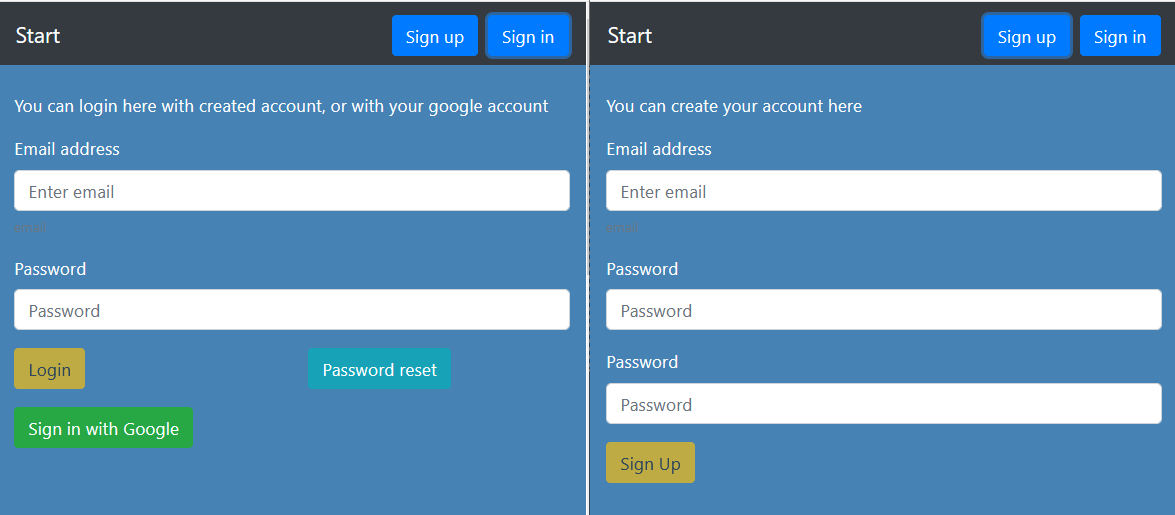 Start
Sign up
Sign in
You can login here with created account, or with your google account
Email address
Enter email
Password
Password
Login
Password reset
Sign in with Google
Start
Sign up
Sign in
You can create your account here
Email address
Enter email
Password
Password
Password
Password
Sign Up